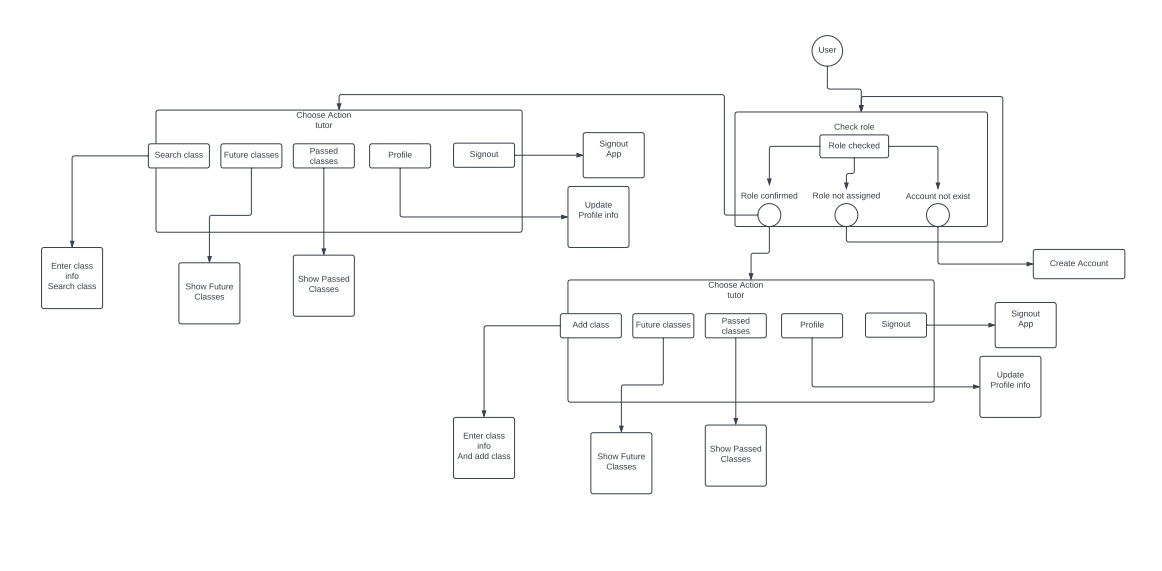 User
Check role
Role checked
Role confirmed
Role not assigned
Account not exist
Create Account
Choose Action
tutor
Search class
Future classes
Passed
classes
Profile
Signout
Signout
App
Update
Profile info
Enter class
info
Search class
Show Future
Classes
Show Passed
Classes
Choose Action
tutor
Add class
Future classes
Passed
classes
Profile
Signout
Signout
App
Update
Profile info
Enter class
info
And add class
Show Future
Classes
Show Passed
Classes